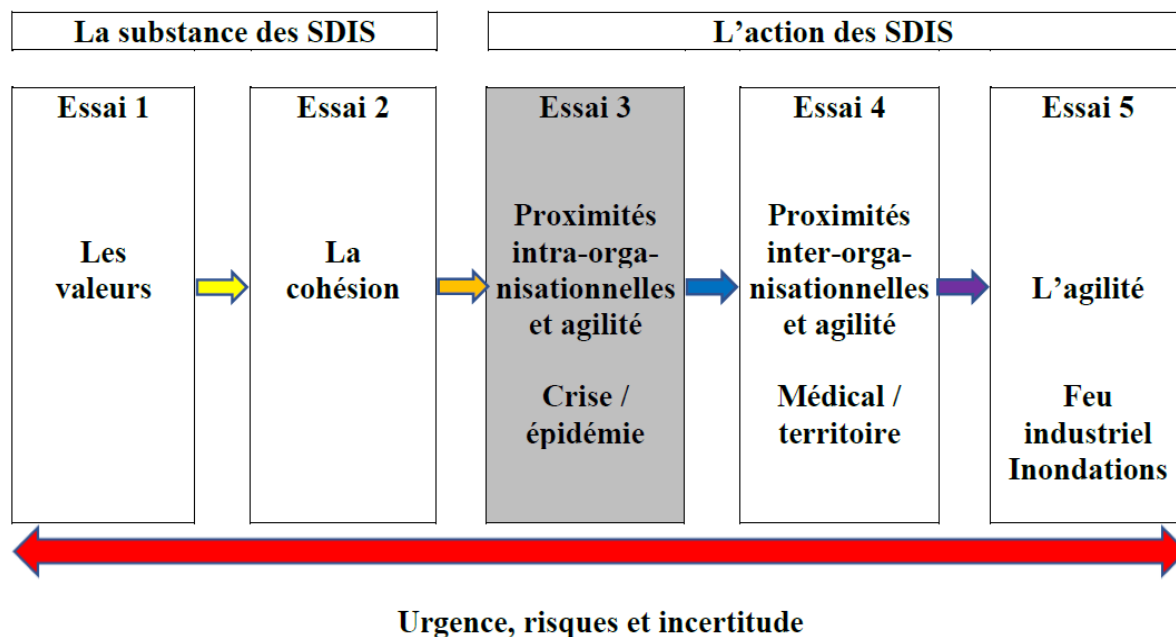 La substance des SDIS
L'action des SDIS
Essai 1
Les
valeurs
Essai 2
La
cohésion
Essai 3
Proximités
intra-orga-
nisationnelles
et agilité
Crise /
épidémie
Essai 4
Proximités
inter-orga-
nisationnelles
et agilité
Médical /
territoire
Essai 5
L'agilité
Feu
industriel
Inondations
Urgence, risques et incertitude